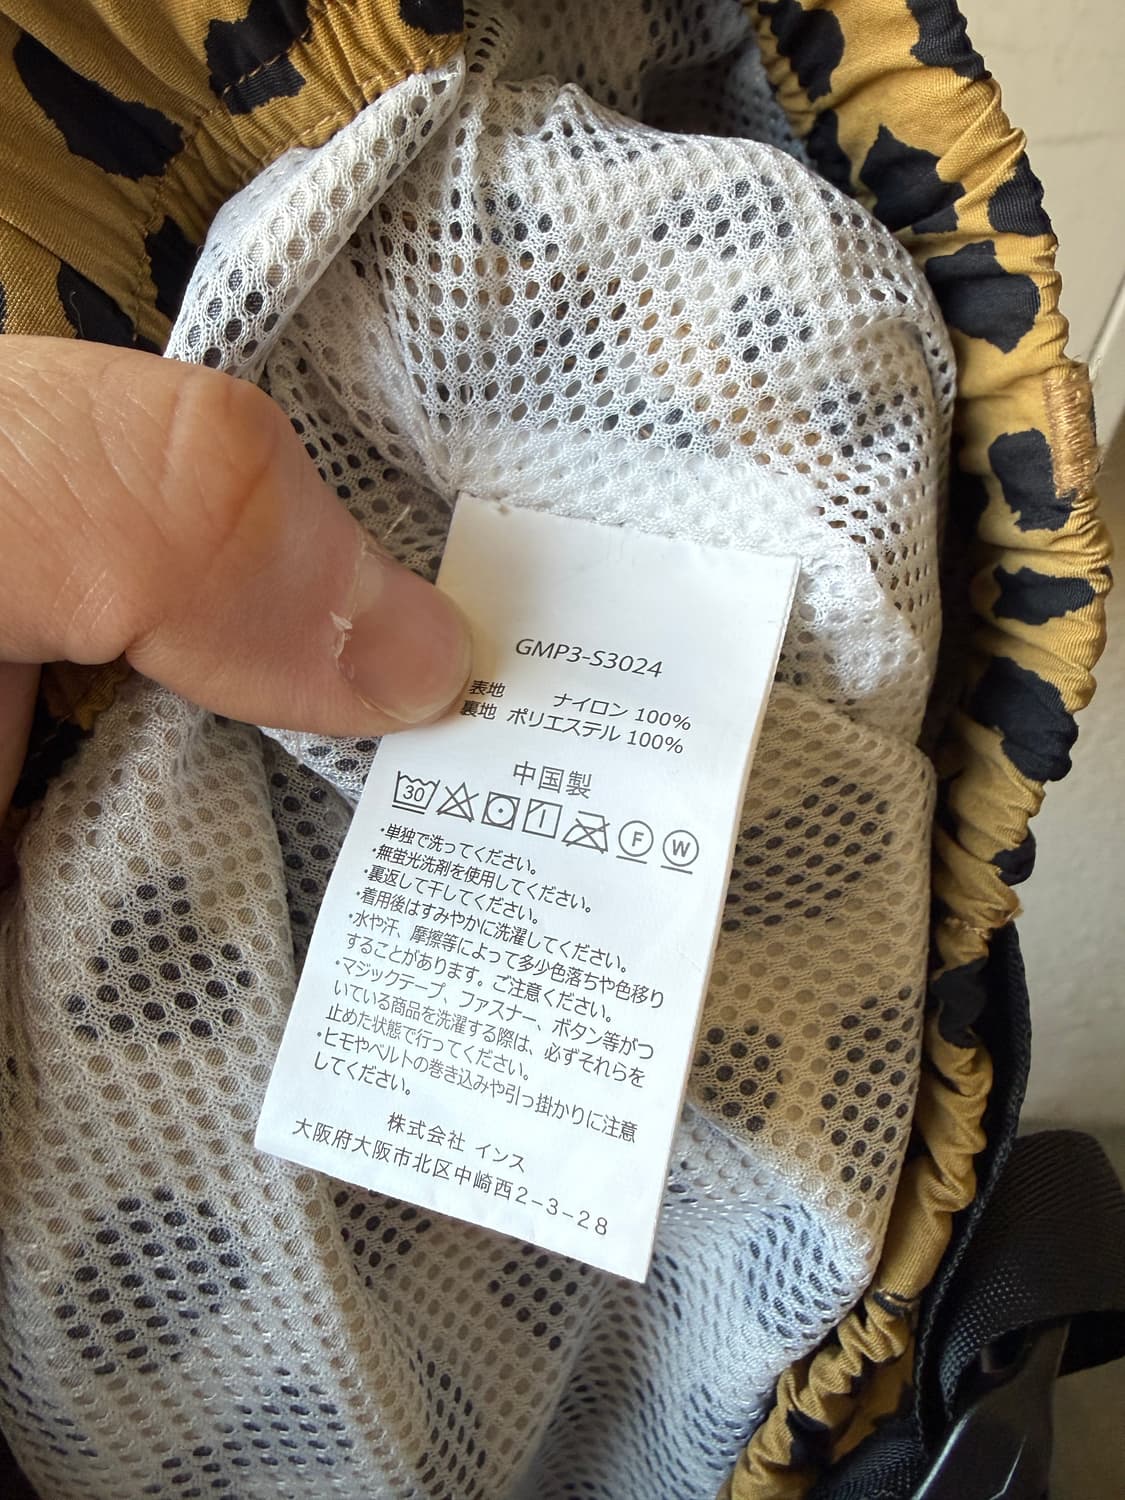 GMP3-S3024
表地 ナイロン 100%
裏地 ポリエステル 100%
中国製
30 F W
・単独で洗ってください。
・無蛍光洗剤を使用してください。
・裏返して干してください。
・着用後はすみやかに洗濯してください。
・水や汗、摩擦等によって多少色落ちや色移り
することがあります。ご注意ください。
・マジックテープ、ファスナー、ボタン等がつ
いている商品を洗濯する際は、必ずそれらを
止めた状態で行ってください。
・ヒモやベルトの巻き込みや引っ掛かりに注意
してください。
株式会社 インス
大阪府大阪市北区中崎西2-3-28